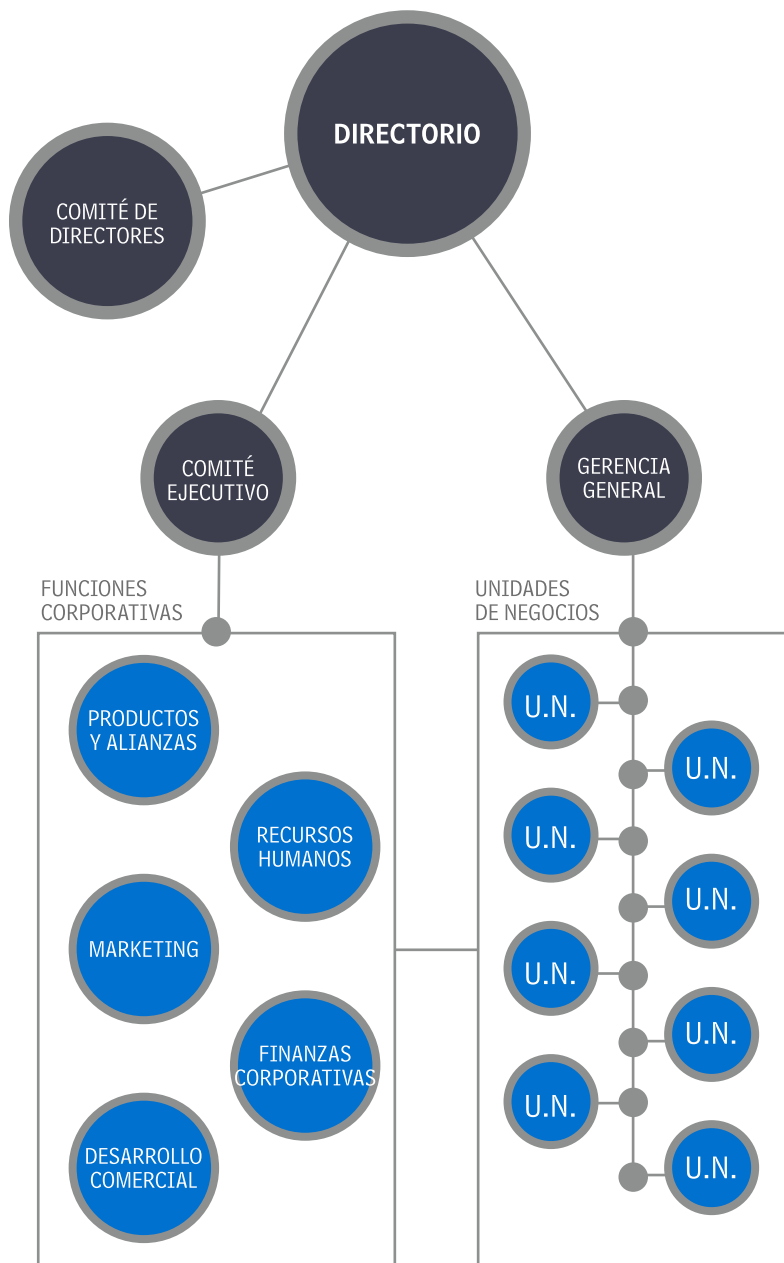 DIRECTORIO
COMITÉ DE
DIRECTORES
COMITÉ
EJECUTIVO
GERENCIA
GENERAL
FUNCIONES
CORPORATIVAS
PRODUCTOS
Y ALIANZAS
RECURSOS
HUMANOS
MARKETING
FINANZAS
CORPORATIVAS
DESARROLLO
COMERCIAL
UNIDADES
DE NEGOCIOS
U.N.
U.N.
U.N.
U.N.
U.N.
U.N.
U.N.
U.N.